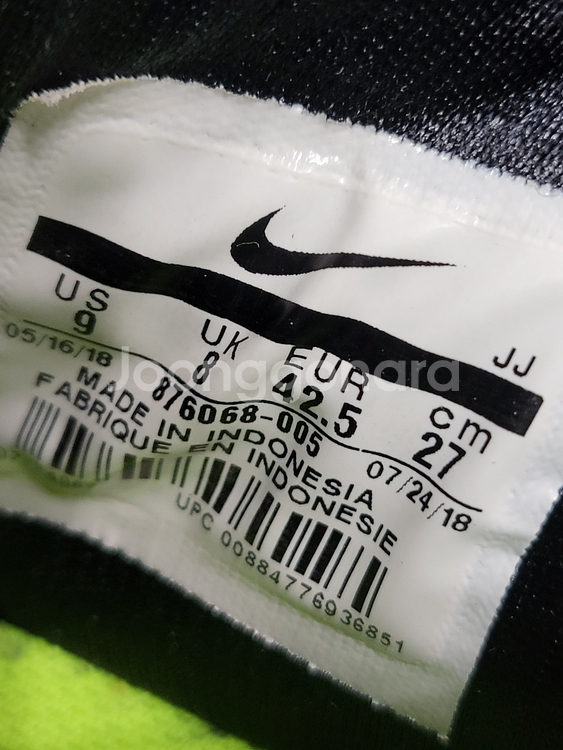 JJ
US UK EUR cm
9 8 42.5 27
05/16/18 876068-005 07/24/18
MADE IN INDONESIA
FABRIQUE EN INDONESIE
UPC 00884776936851
Joonggonara